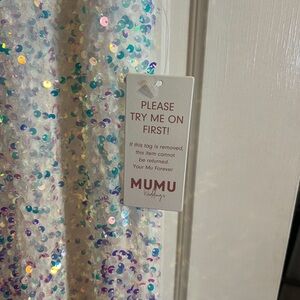 PLEASE
TRY ME ON
FIRST!
If this tag is removed,
this item cannot
be returned.
Your Mu Forever
MUMU
Weddings